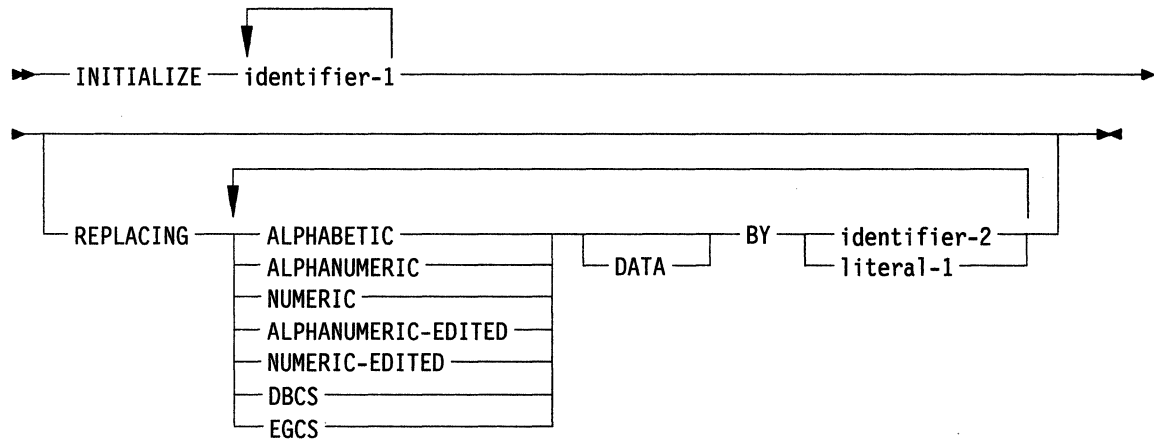 INITIALIZE identifier-1
REPLACING ALPHABETIC DATA BY identifier-2
ALPHANUMERIC literal-1
NUMERIC
ALPHANUMERIC-EDITED
NUMERIC-EDITED
DBCS
EGCS